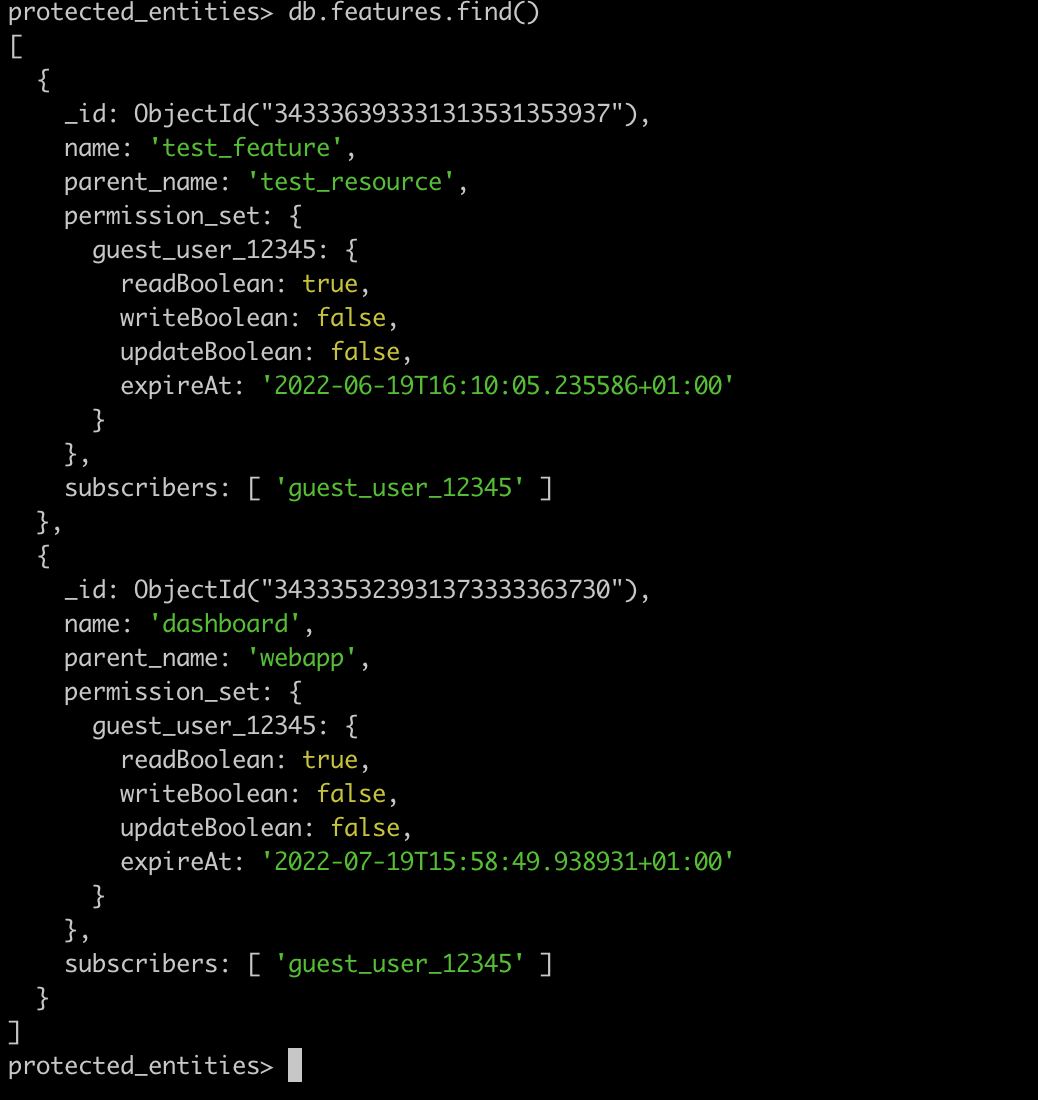 protected_entities> db.features.find()
[
  {
    _id: ObjectId("343336393331313531353937"),
    name: 'test_feature',
    parent_name: 'test_resource',
    permission_set: {
      guest_user_12345: {
        readBoolean: true,
        writeBoolean: false,
        updateBoolean: false,
        expireAt: '2022-06-19T16:10:05.235586+01:00'
      }
    },
    subscribers: [ 'guest_user_12345' ]
  },
  {
    _id: ObjectId("343335323931373333363730"),
    name: 'dashboard',
    parent_name: 'webapp',
    permission_set: {
      guest_user_12345: {
        readBoolean: true,
        writeBoolean: false,
        updateBoolean: false,
        expireAt: '2022-07-19T15:58:49.938931+01:00'
      }
    },
    subscribers: [ 'guest_user_12345' ]
  }
]
protected_entities>